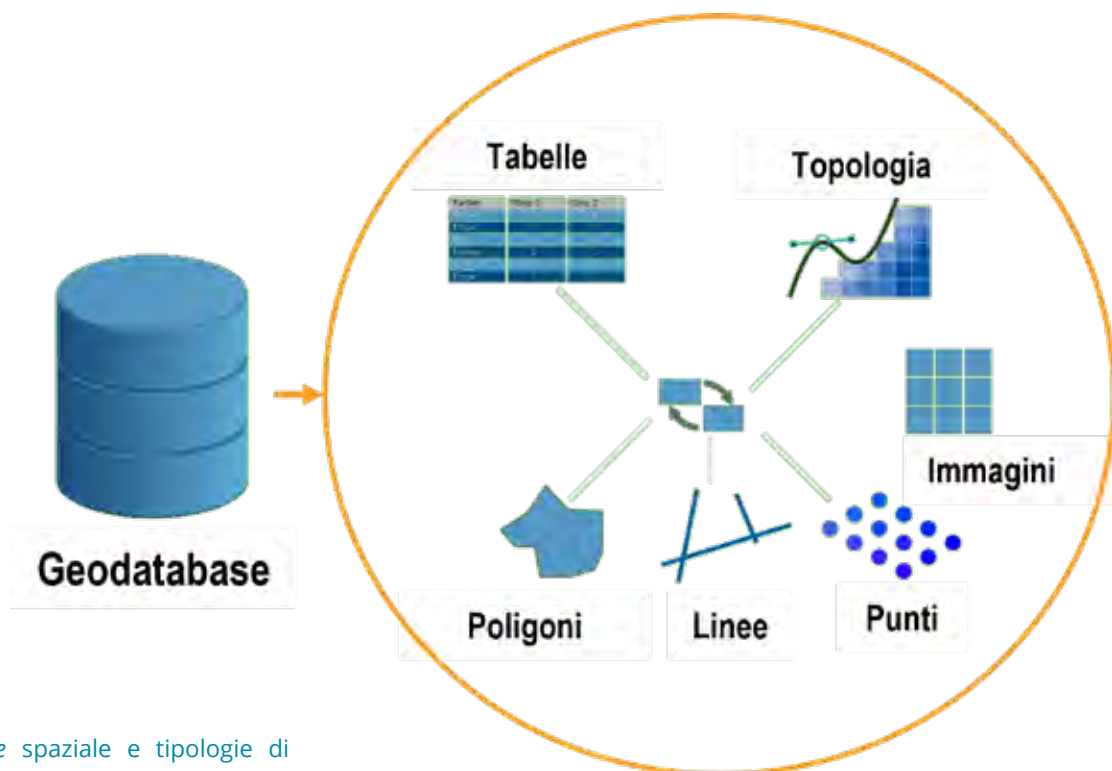 Tabelle
Topologia
Immagini
Geodatabase
Poligoni
Linee
Punti
e spaziale e tipologie di